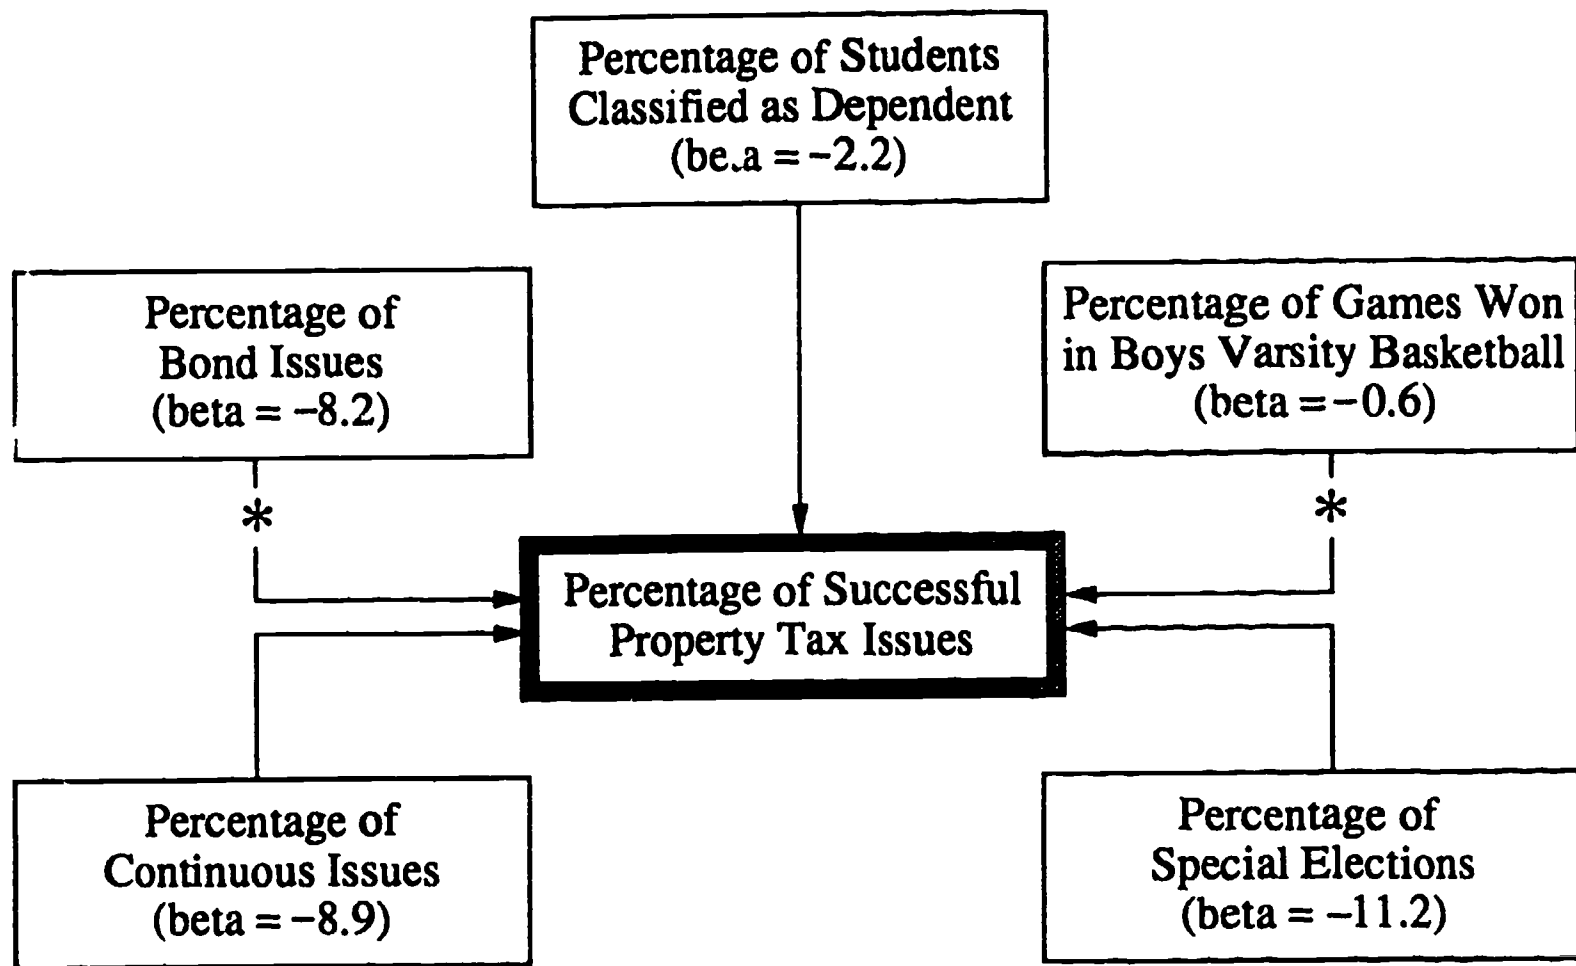 Percentage of Students
Classified as Dependent
(be.a = –2.2)
Percentage of
Bond Issues
(beta = –8.2)
Percentage of Games Won
in Boys Varsity Basketball
(beta = –0.6)
*
*
Percentage of Successful
Property Tax Issues
Percentage of
Continuous Issues
(beta = –8.9)
Percentage of
Special Elections
(beta = –11.2)